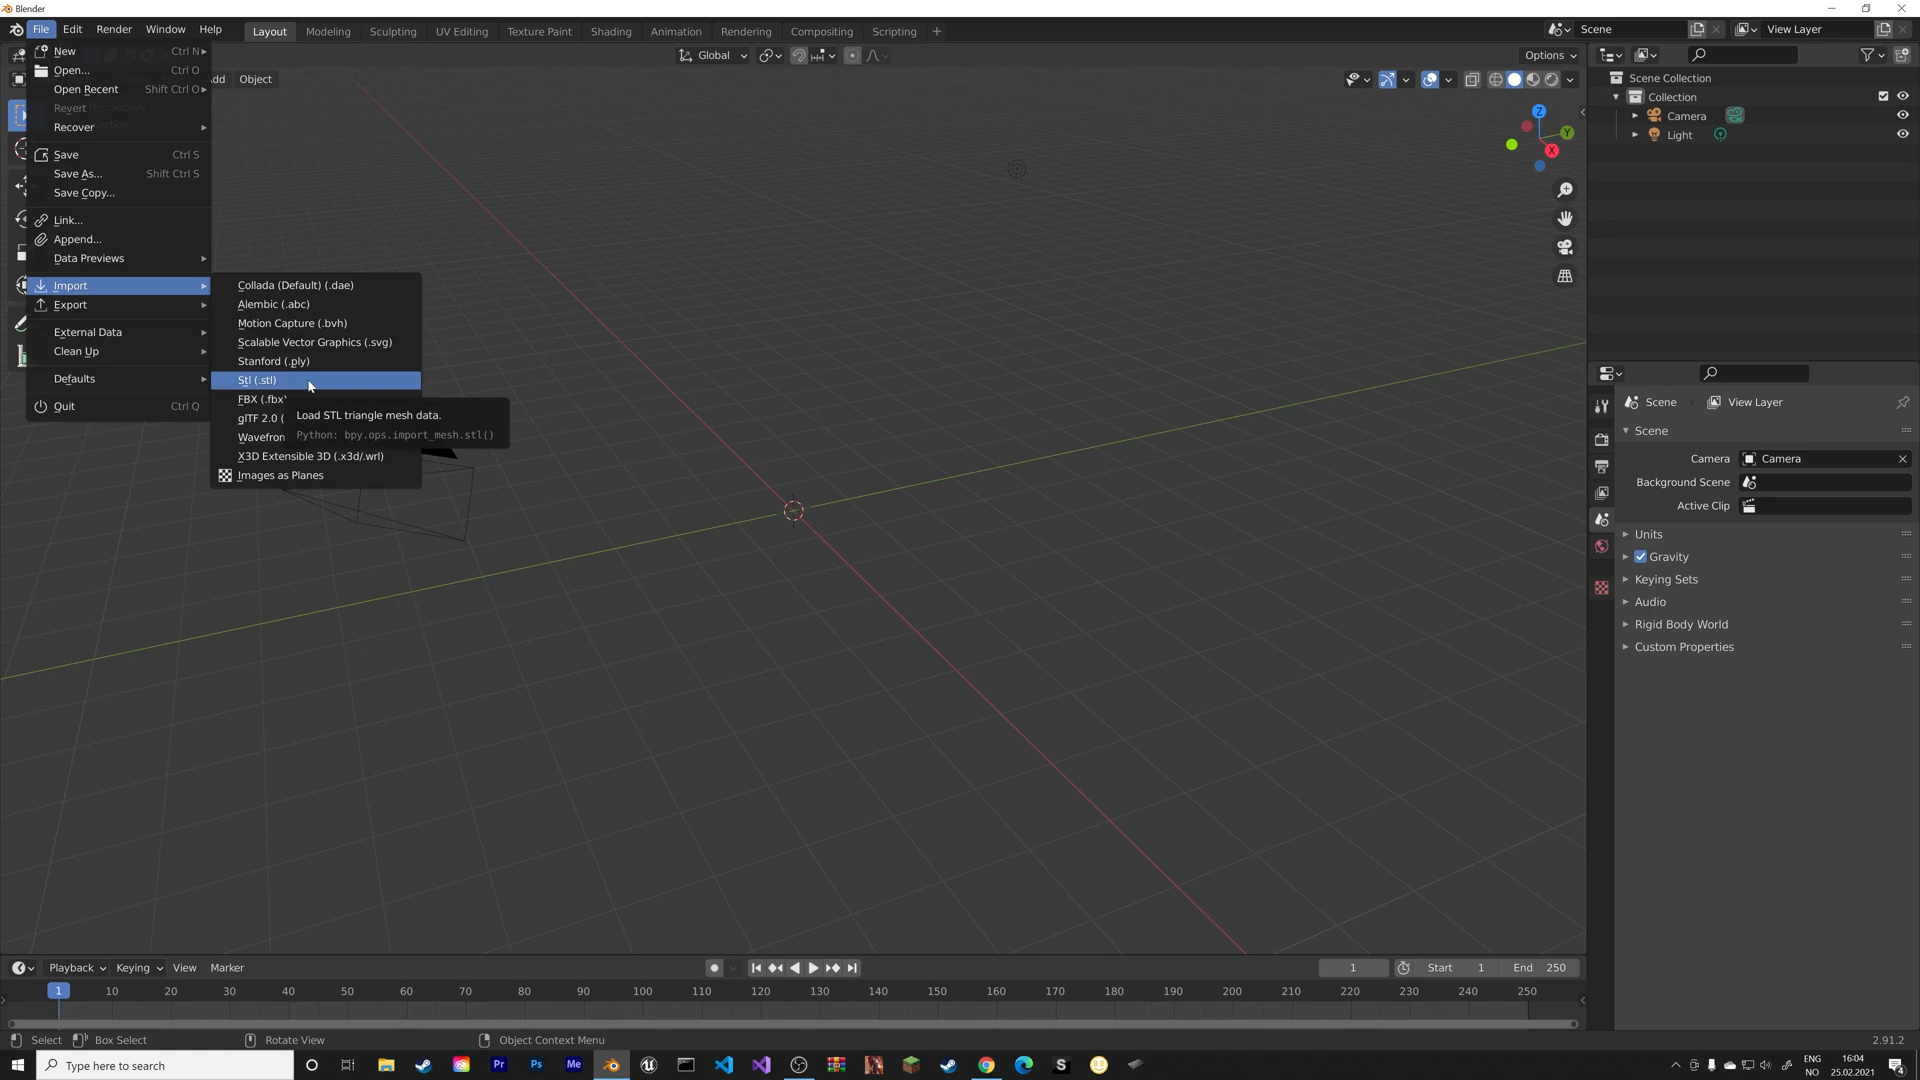 Blender
File Edit Render Window Help
Layout Modeling Sculpting UV Editing Texture Paint Shading Animation Rendering Compositing Scripting +
Scene
View Layer
New Ctrl N
Open... Ctrl O
Open Recent Shift Ctrl O
Revert
Recover
Save Ctrl S
Save As... Shift Ctrl S
Save Copy...
Link...
Append...
Data Previews
Import
Export
External Data
Clean Up
Defaults
Quit Ctrl Q
Object
Global
Options
Collada (Default) (.dae)
Alembic (.abc)
Motion Capture (.bvh)
Scalable Vector Graphics (.svg)
Stanford (.ply)
Stl (.stl)
FBX (.fbx)
glTF 2.0 (
Wavefron
X3D Extensible 3D (.x3d/.wrl)
Images as Planes
Load STL triangle mesh data.
Python: bpy.ops.import_mesh.stl()
Z
Y
X
Scene Collection
Collection
Camera
Light
Scene View Layer
Scene
Camera Camera
Background Scene
Active Clip
Units
Gravity
Keying Sets
Audio
Rigid Body World
Custom Properties
Playback Keying View Marker
1 Start 1 End 250
1 10 20 30 40 50 60 70 80 90 100 110 120 130 140 150 160 170 180 190 200 210 220 230 240 250
Select Box Select Rotate View Object Context Menu 2.91.2
Type here to search
Pr Ps Me
S
ENG
NO
16:04
25.02.2021
4